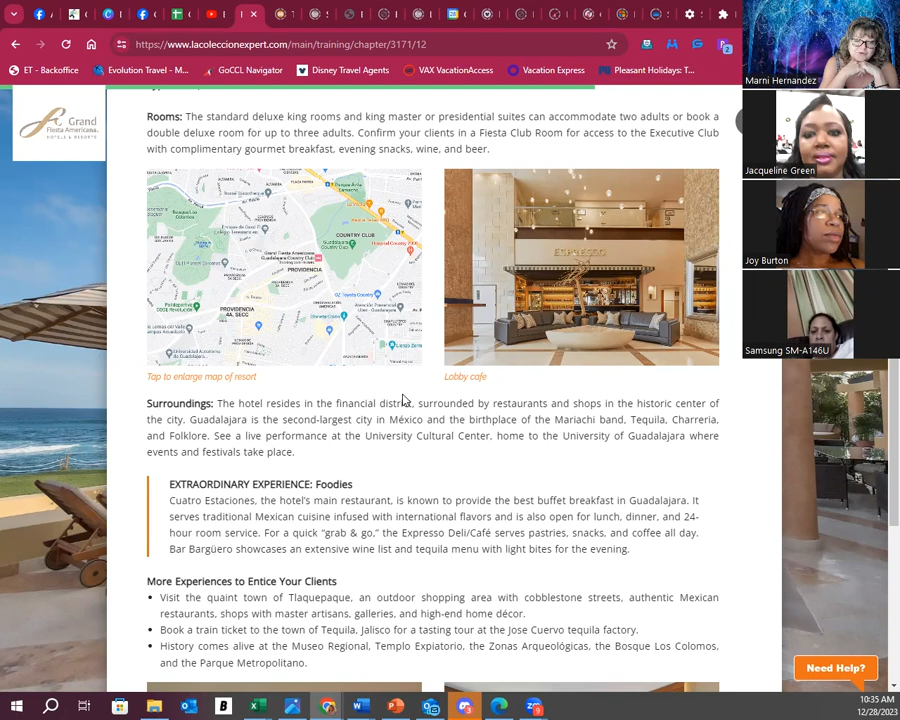 https://www.lacoleccionexpert.com/main/training/chapter/3171/12
ET - Backoffice
Evolution Travel - M...
GoCCL Navigator
Disney Travel Agents
VAX VacationAccess
Vacation Express
Pleasant Holidays: T...
Grand
Fiesta Americana.
HOTELS & RESORTS
Rooms: The standard deluxe king rooms and king master or presidential suites can accommodate two adults or book a
double deluxe room for up to three adults. Confirm your clients in a Fiesta Club Room for access to the Executive Club
with complimentary gourmet breakfast, evening snacks, wine, and beer.
COUNTRY CLUB
PROVIDENCIA
PROVIDENCIA
4A. SECC
ESPRESSO
Tap to enlarge map of resort
Lobby cafe
Surroundings: The hotel resides in the financial district, surrounded by restaurants and shops in the historic center of
the city. Guadalajara is the second-largest city in México and the birthplace of the Mariachi band, Tequila, Charreria,
and Folklore. See a live performance at the University Cultural Center, home to the University of Guadalajara where
events and festivals take place.
EXTRAORDINARY EXPERIENCE: Foodies
Cuatro Estaciones, the hotel's main restaurant, is known to provide the best buffet breakfast in Guadalajara. It
serves traditional Mexican cuisine infused with international flavors and is also open for lunch, dinner, and 24-
hour room service. For a quick "grab & go," the Expresso Deli/Café serves pastries, snacks, and coffee all day.
Bar Bargüero showcases an extensive wine list and tequila menu with light bites for the evening.
More Experiences to Entice Your Clients
• Visit the quaint town of Tlaquepaque, an outdoor shopping area with cobblestone streets, authentic Mexican
restaurants, shops with master artisans, galleries, and high-end home décor.
• Book a train ticket to the town of Tequila, Jalisco for a tasting tour at the Jose Cuervo tequila factory.
• History comes alive at the Museo Regional, Templo Expiatorio, the Zonas Arqueológicas, the Bosque Los Colomos,
and the Parque Metropolitano.
Need Help?
Marni Hernandez
Jacqueline Green
Joy Burton
Samsung SM-A146U
10:35 AM
12/28/2023